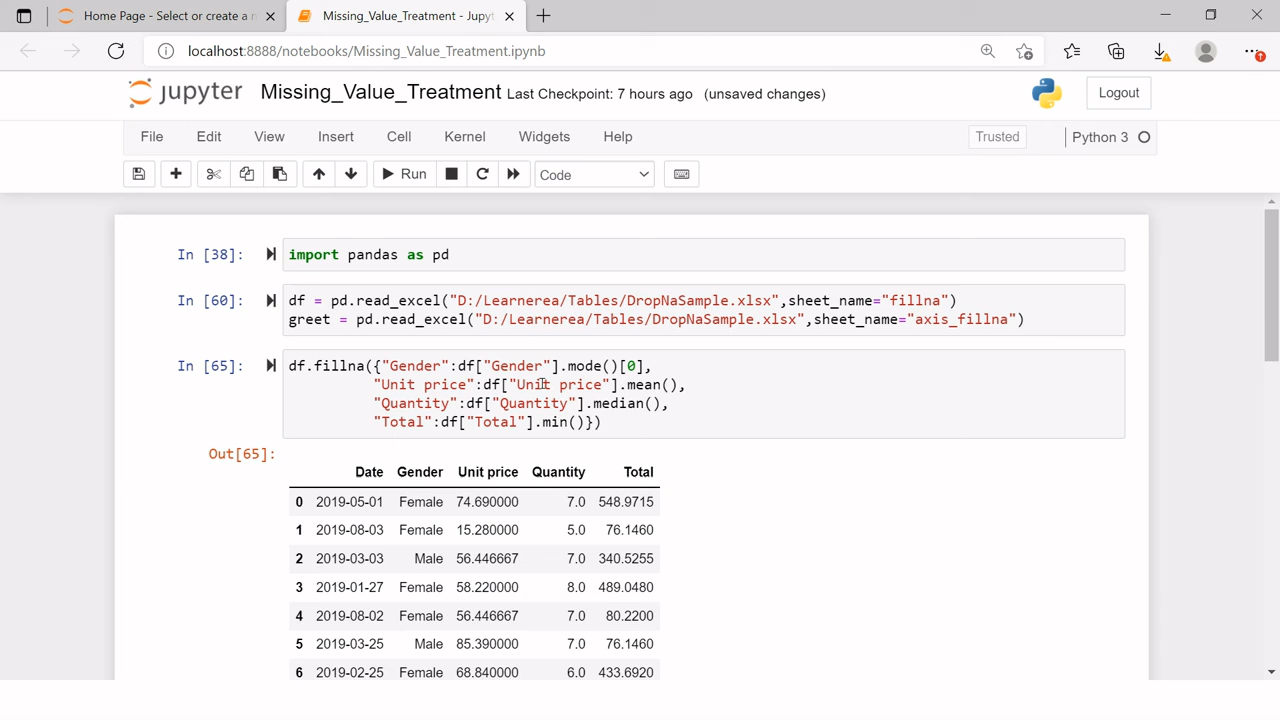 Home Page - Select or create a n
Missing_Value_Treatment - Jupyt
localhost:8888/notebooks/Missing_Value_Treatment.ipynb
jupyter Missing_Value_Treatment Last Checkpoint: 7 hours ago (unsaved changes)
Logout
File Edit View Insert Cell Kernel Widgets Help
Trusted
Python 3
Run
Code
In [38]: import pandas as pd
In [60]: df = pd.read_excel("D:/Learnerea/Tables/DropNaSample.xlsx",sheet_name="fillna")
greet = pd.read_excel("D:/Learnerea/Tables/DropNaSample.xlsx",sheet_name="axis_fillna")
In [65]: df.fillna({"Gender":df["Gender"].mode()[0],
"Unit price":df["Unit price"].mean(),
"Quantity":df["Quantity"].median(),
"Total":df["Total"].min()})
Out[65]:
Date Gender Unit price Quantity Total
0 2019-05-01 Female 74.690000 7.0 548.9715
1 2019-08-03 Female 15.280000 5.0 76.1460
2 2019-03-03 Male 56.446667 7.0 340.5255
3 2019-01-27 Female 58.220000 8.0 489.0480
4 2019-08-02 Female 56.446667 7.0 80.2200
5 2019-03-25 Male 85.390000 7.0 76.1460
6 2019-02-25 Female 68.840000 6.0 433.6920